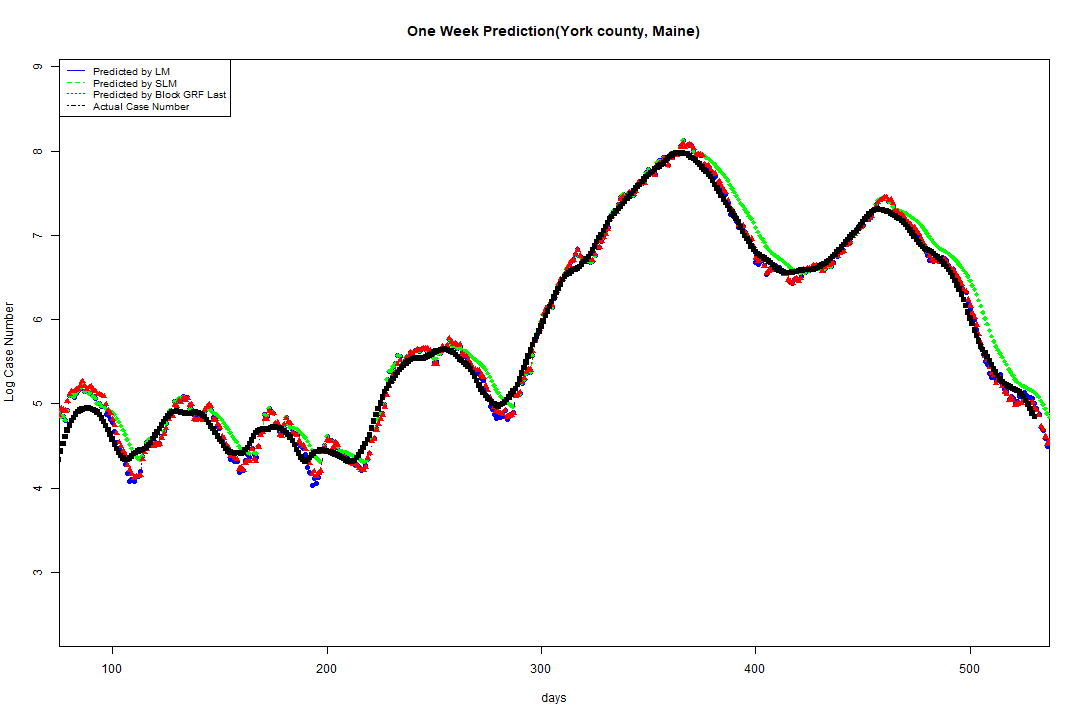 One Week Prediction(York county, Maine)
Predicted by LM
Predicted by SLM
Predicted by Block GRF Last
Actual Case Number
Log Case Number
9
8
7
6
5
4
3
100 200 300 400 500
days